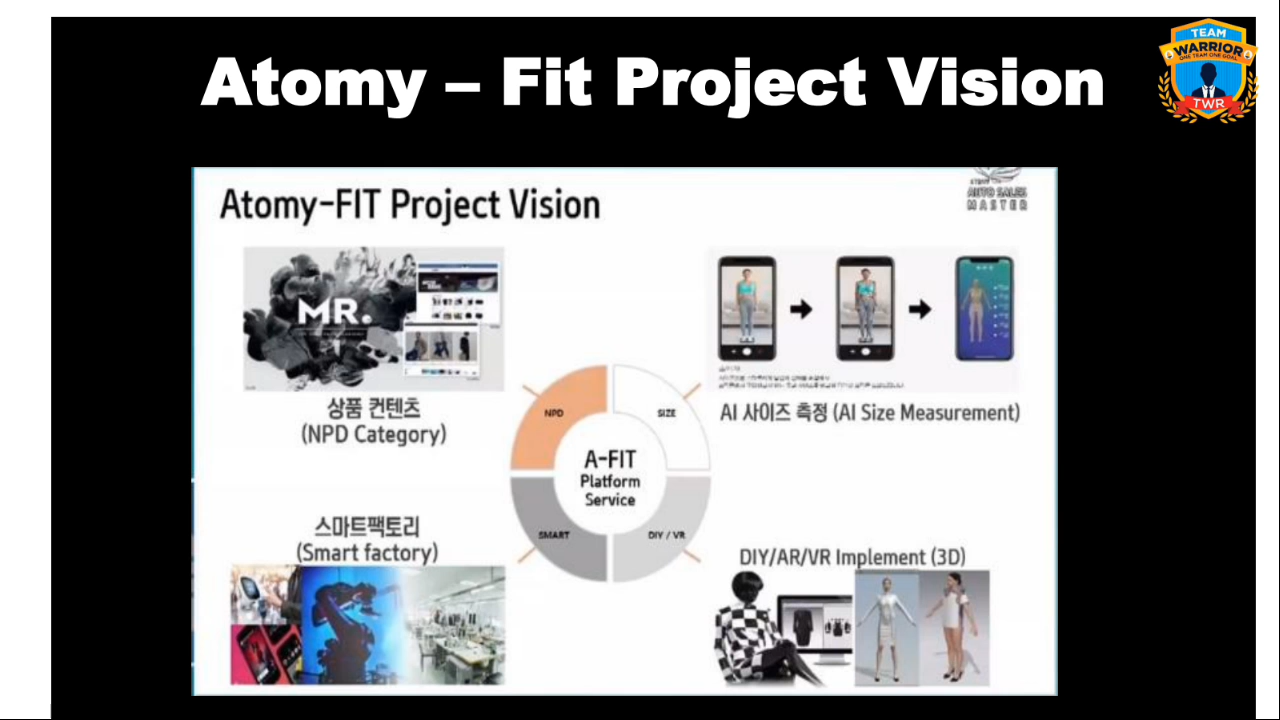 Atomy – Fit Project Vision
TEAM
WARRIOR
ONE TEAM ONE GOAL
TWR
Atomy-FIT Project Vision
AUTO SALES
MASTER
MR.
상품 컨텐츠
(NPD Category)
AI 사이즈 측정 (AI Size Measurement)
NPD
SIZE
A-FIT
Platform
Service
SMART
DIY / VR
스마트팩토리
(Smart factory)
DIY/AR/VR Implement (3D)